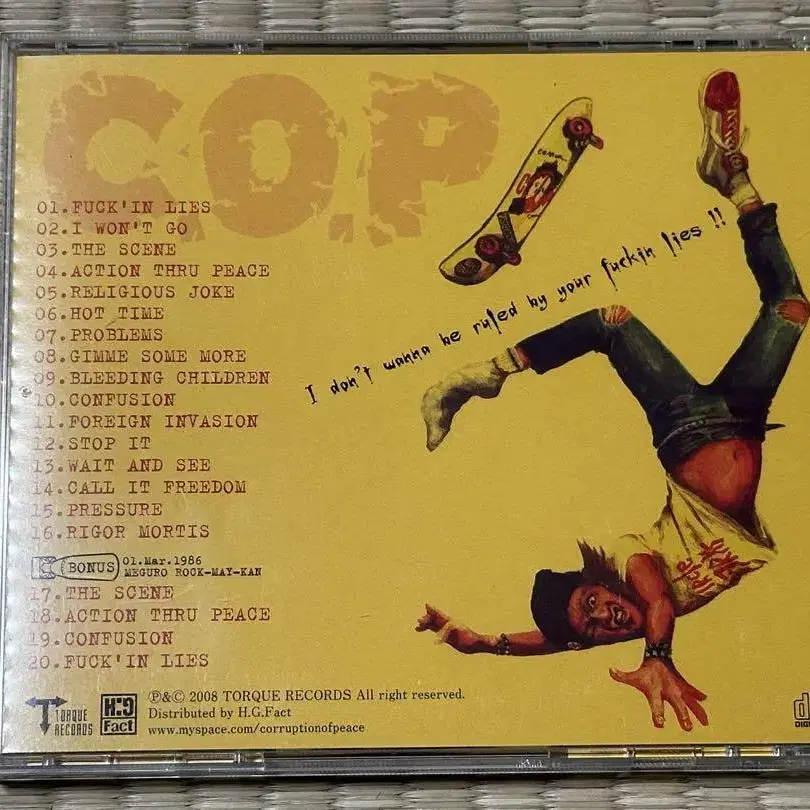 C.O.P
01.FUCK'IN LIES
02.I WON'T GO
03.THE SCENE
04.ACTION THRU PEACE
05.RELIGIOUS JOKE
06.HOT TIME
07.PROBLEMS
08.GIMME SOME MORE
09.BLEEDING CHILDREN
10.CONFUSION
11.FOREIGN INVASION
12.STOP IT
13.WAIT AND SEE
14.CALL IT FREEDOM
15.PRESSURE
16.RIGOR MORTIS
BONUS 01.Mar.1986
MEGURO ROCK-MAY-KAN
17.THE SCENE
18.ACTION THRU PEACE
19.CONFUSION
20.FUCK'IN LIES
I don't wanna be ruled by your fuckin lies !!
TORQUE
RECORDS
H:G
Fact
℗&© 2008 TORQUE RECORDS All right reserved.
Distributed by H.G.Fact
www.myspace.com/corruptionofpeace